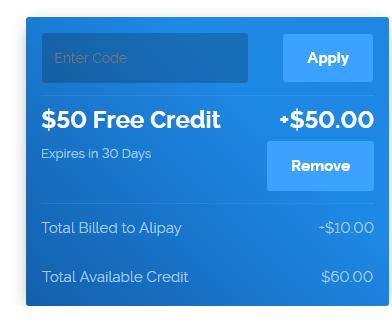 Enter Code Apply
$50 Free Credit +$50.00
Expires in 30 Days
Remove
Total Billed to Alipay +$10.00
Total Available Credit $60.00